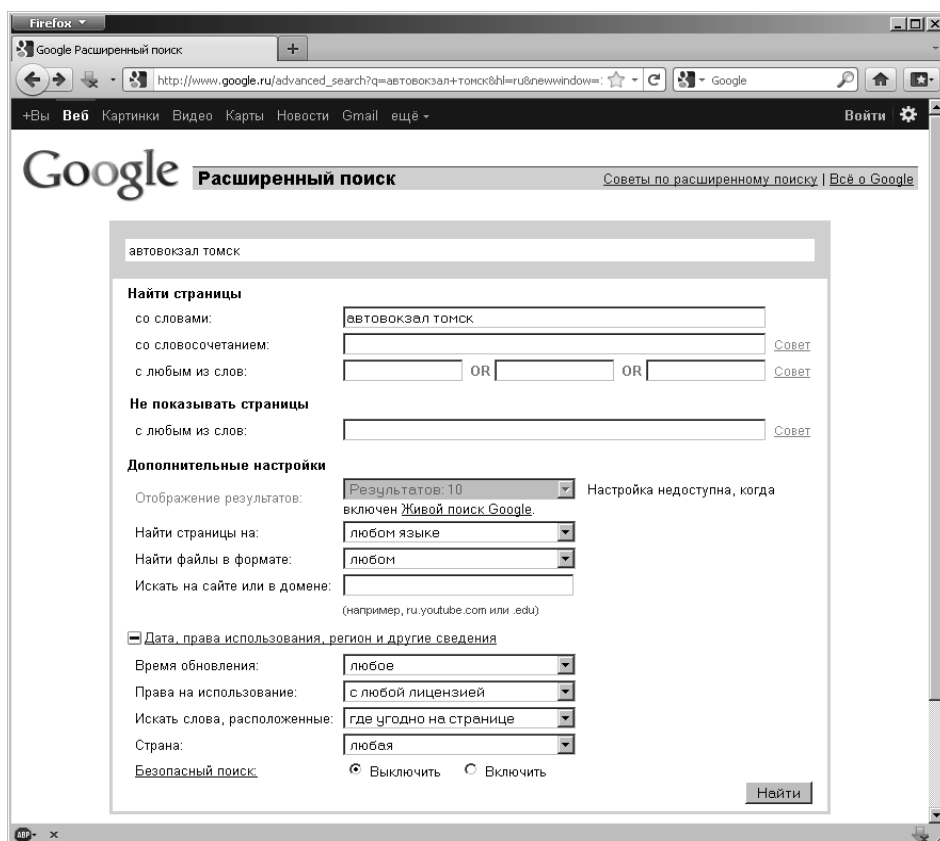 Firefox
Google Расширенный поиск
http://www.google.ru/advanced_search?q=автовокзал+томск&hl=ru&newwindow=: Google
+Вы Веб Картинки Видео Карты Новости Gmail ещё Войти
Google Расширенный поиск Советы по расширенному поиску | Всё о Google
автовокзал томск
Найти страницы
со словами: автовокзал томск
со словосочетанием: Совет
с любым из слов: OR OR Совет
Не показывать страницы
с любым из слов: Совет
Дополнительные настройки
Отображение результатов: Результатов: 10 Настройка недоступна, когда
включен Живой поиск Google.
Найти страницы на: любом языке
Найти файлы в формате: любом
Искать на сайте или в домене:
(например, ru.youtube.com или .edu)
Дата, права использования, регион и другие сведения
Время обновления: любое
Права на использование: с любой лицензией
Искать слова, расположенные: где угодно на странице
Страна: любая
Безопасный поиск: Выключить Включить
Найти
ABP x